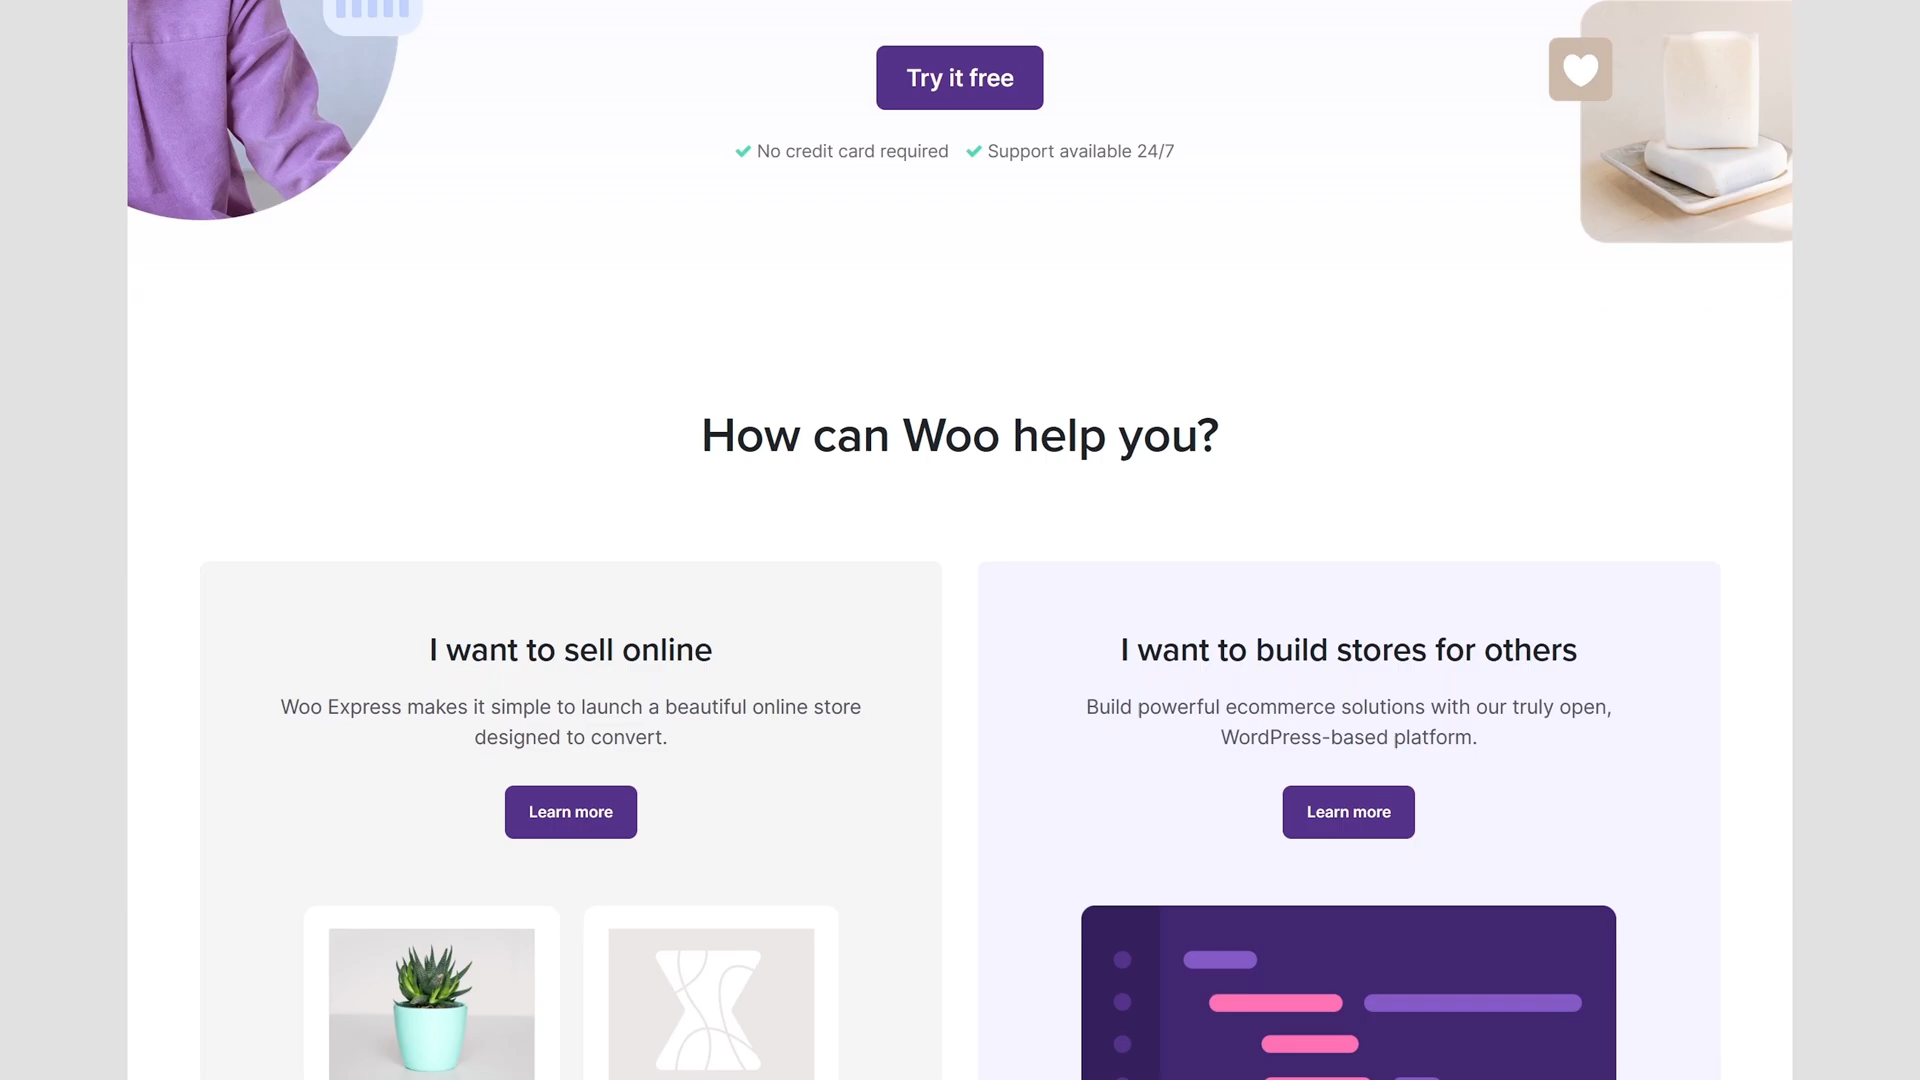 Try it free
No credit card required Support available 24/7
How can Woo help you?
I want to sell online
Woo Express makes it simple to launch a beautiful online store
designed to convert.
Learn more
I want to build stores for others
Build powerful ecommerce solutions with our truly open,
WordPress-based platform.
Learn more